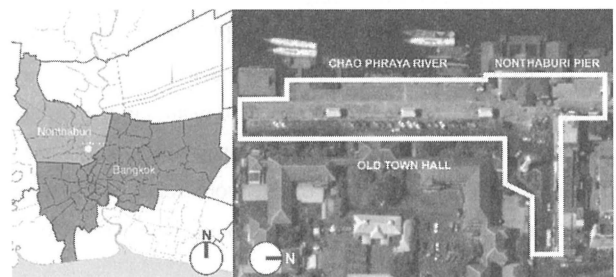 Nonthaburi
Bangkok
N
CHAO PHRAYA RIVER
NONTHABURI PIER
OLD TOWN HALL
N